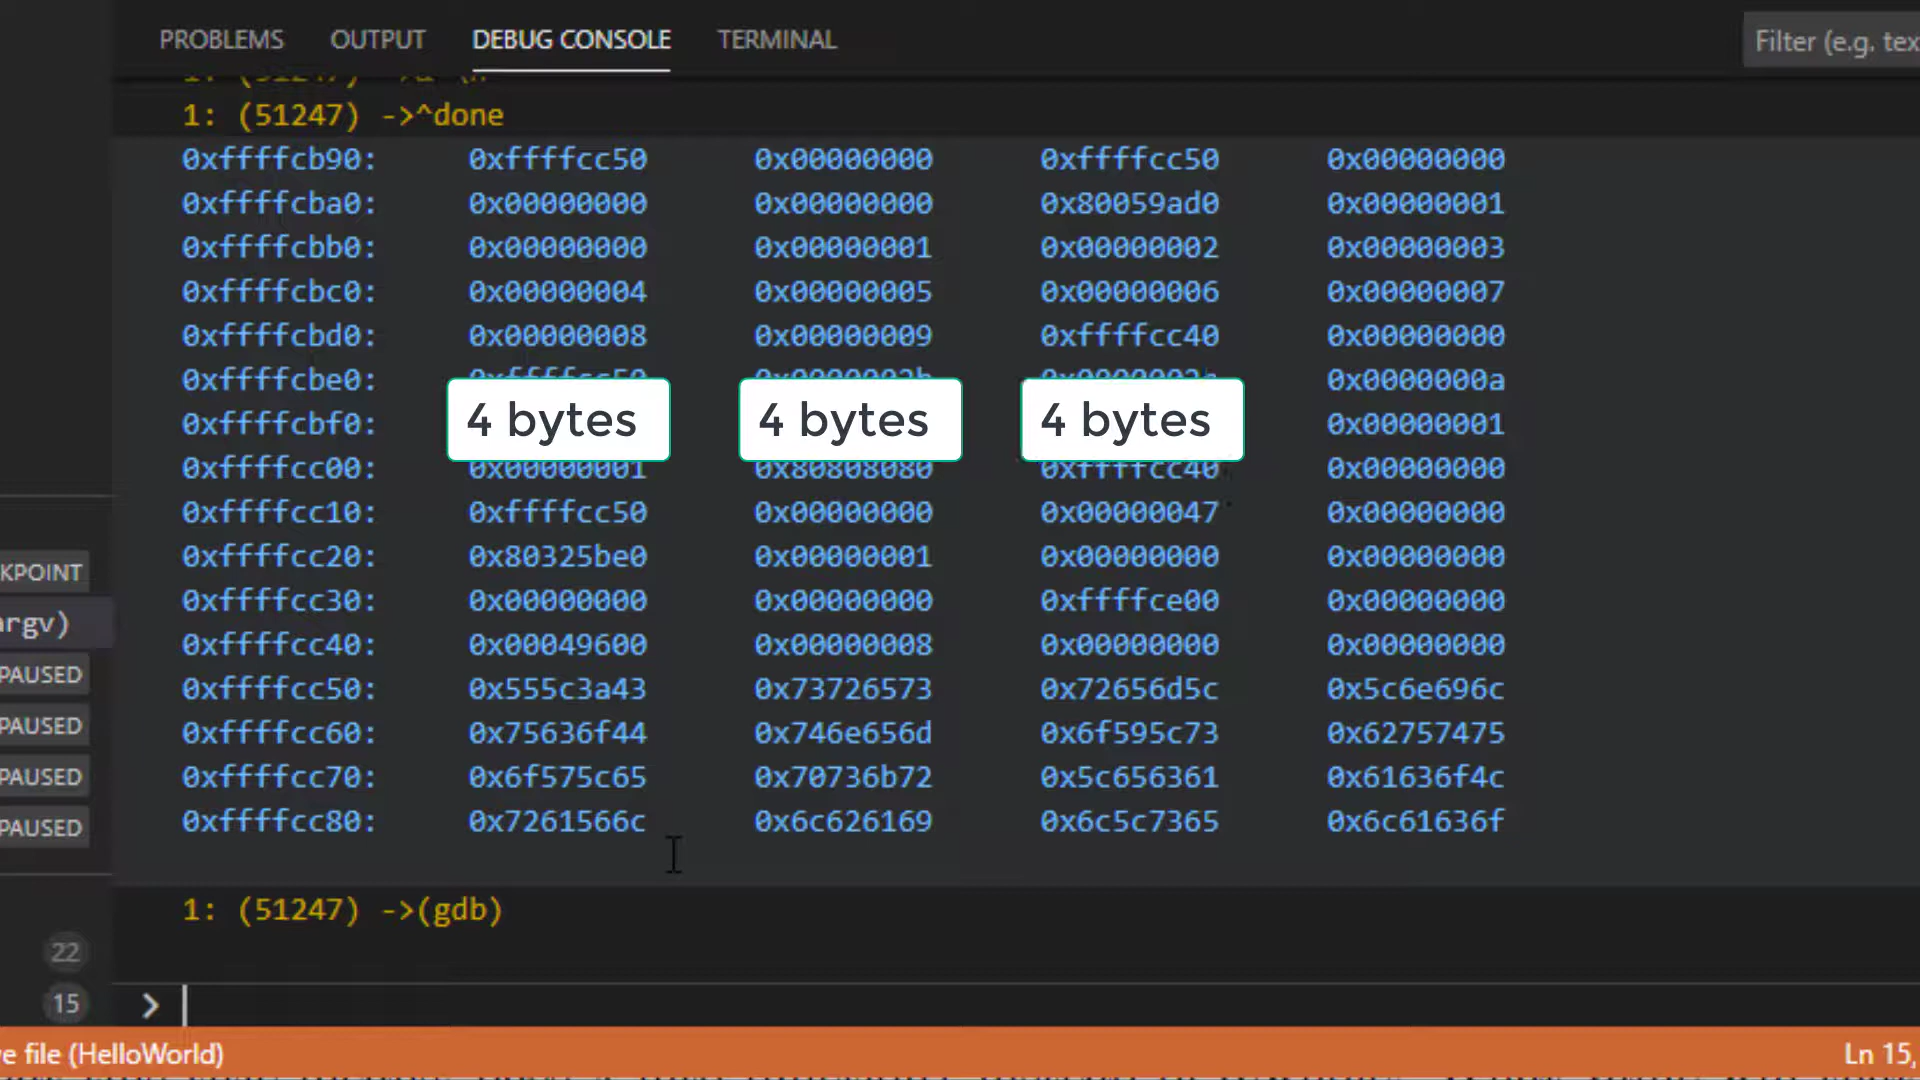 PROBLEMS OUTPUT DEBUG CONSOLE TERMINAL Filter (e.g. tex
1: (51247) ->^done
0xffffcb90: 0xffffcc50 0x00000000 0xffffcc50 0x00000000
0xffffcba0: 0x00000000 0x00000000 0x80059ad0 0x00000001
0xffffcbb0: 0x00000000 0x00000001 0x00000002 0x00000003
0xffffcbc0: 0x00000004 0x00000005 0x00000006 0x00000007
0xffffcbd0: 0x00000008 0x00000009 0xffffcc40 0x00000000
0xffffcbe0: 0x0000000a
0xffffcbf0: 4 bytes 4 bytes 4 bytes 0x00000001
0xffffcc00: 0x00000001 0x80808080 0xffffcc40 0x00000000
0xffffcc10: 0xffffcc50 0x00000000 0x00000047 0x00000000
0xffffcc20: 0x80325be0 0x00000001 0x00000000 0x00000000
KPOINT
0xffffcc30: 0x00000000 0x00000000 0xffffce00 0x00000000
argv)
0xffffcc40: 0x00049600 0x00000008 0x00000000 0x00000000
PAUSED
0xffffcc50: 0x555c3a43 0x73726573 0x72656d5c 0x5c6e696c
PAUSED
0xffffcc60: 0x75636f44 0x746e656d 0x6f595c73 0x62757475
PAUSED
0xffffcc70: 0x6f575c65 0x70736b72 0x5c656361 0x61636f4c
PAUSED
0xffffcc80: 0x7261566c 0x6c626169 0x6c5c7365 0x6c61636f
1: (51247) ->(gdb)
22
15
e file (HelloWorld) Ln 15,